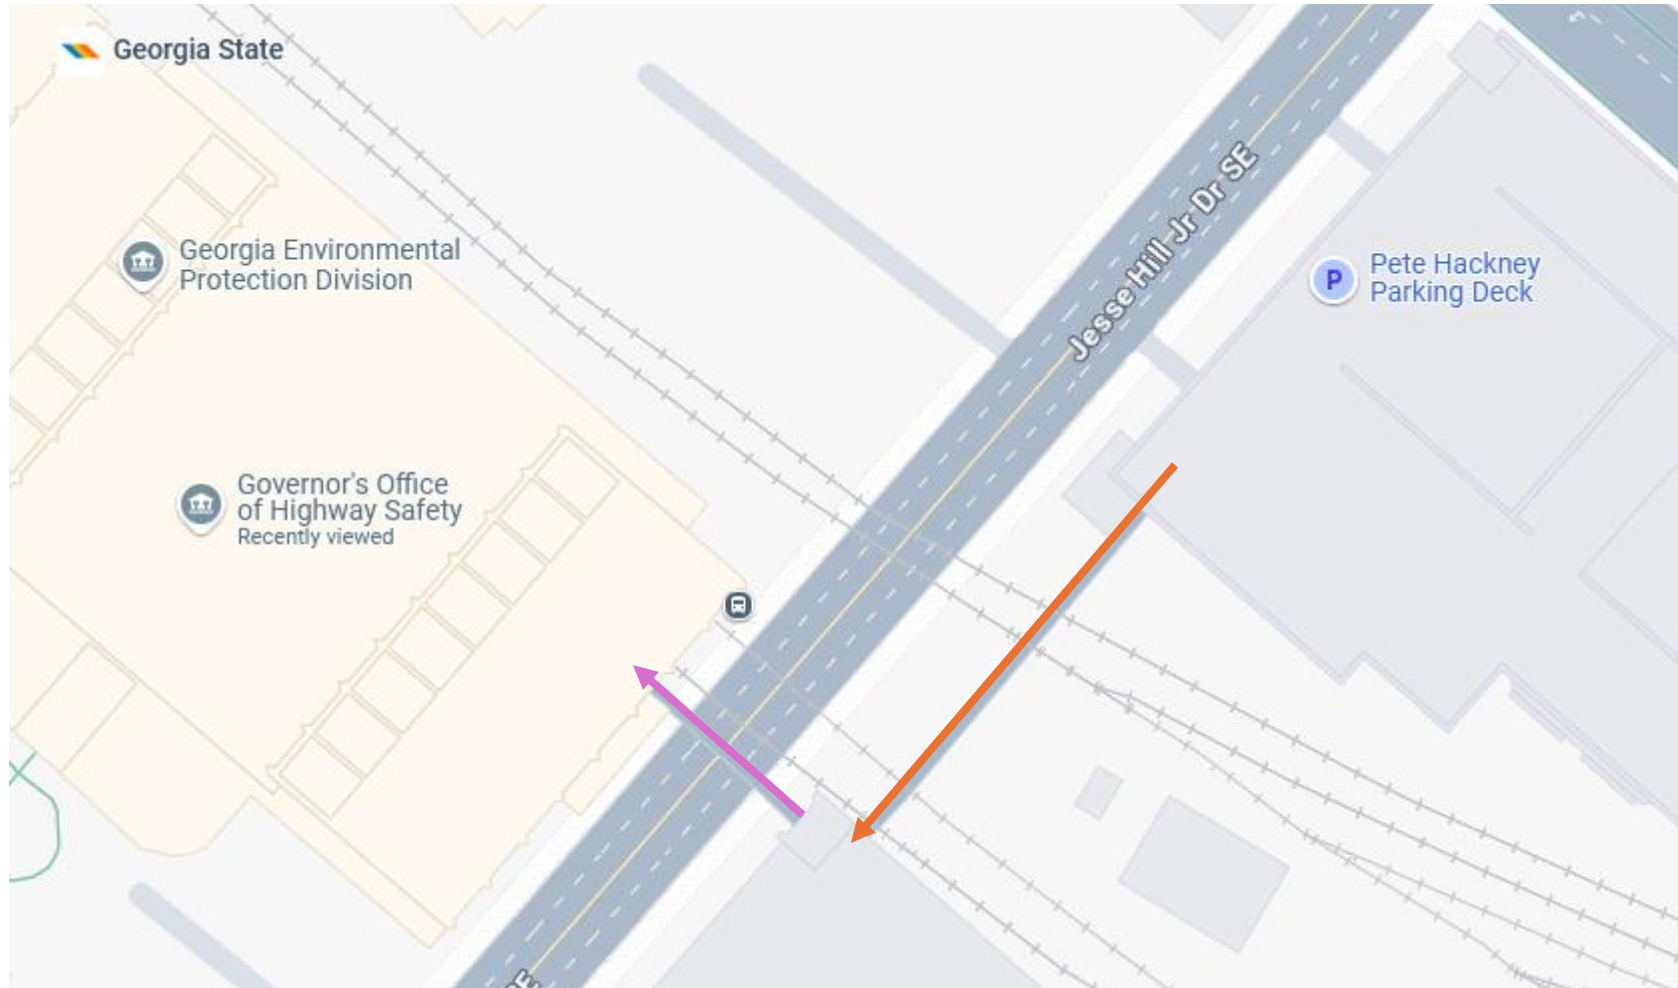 Georgia State
Jesse Hill Jr Dr SE
Georgia Environmental
Protection Division
P
Pete Hackney
Parking Deck
Governor's Office
of Highway Safety
Recently viewed